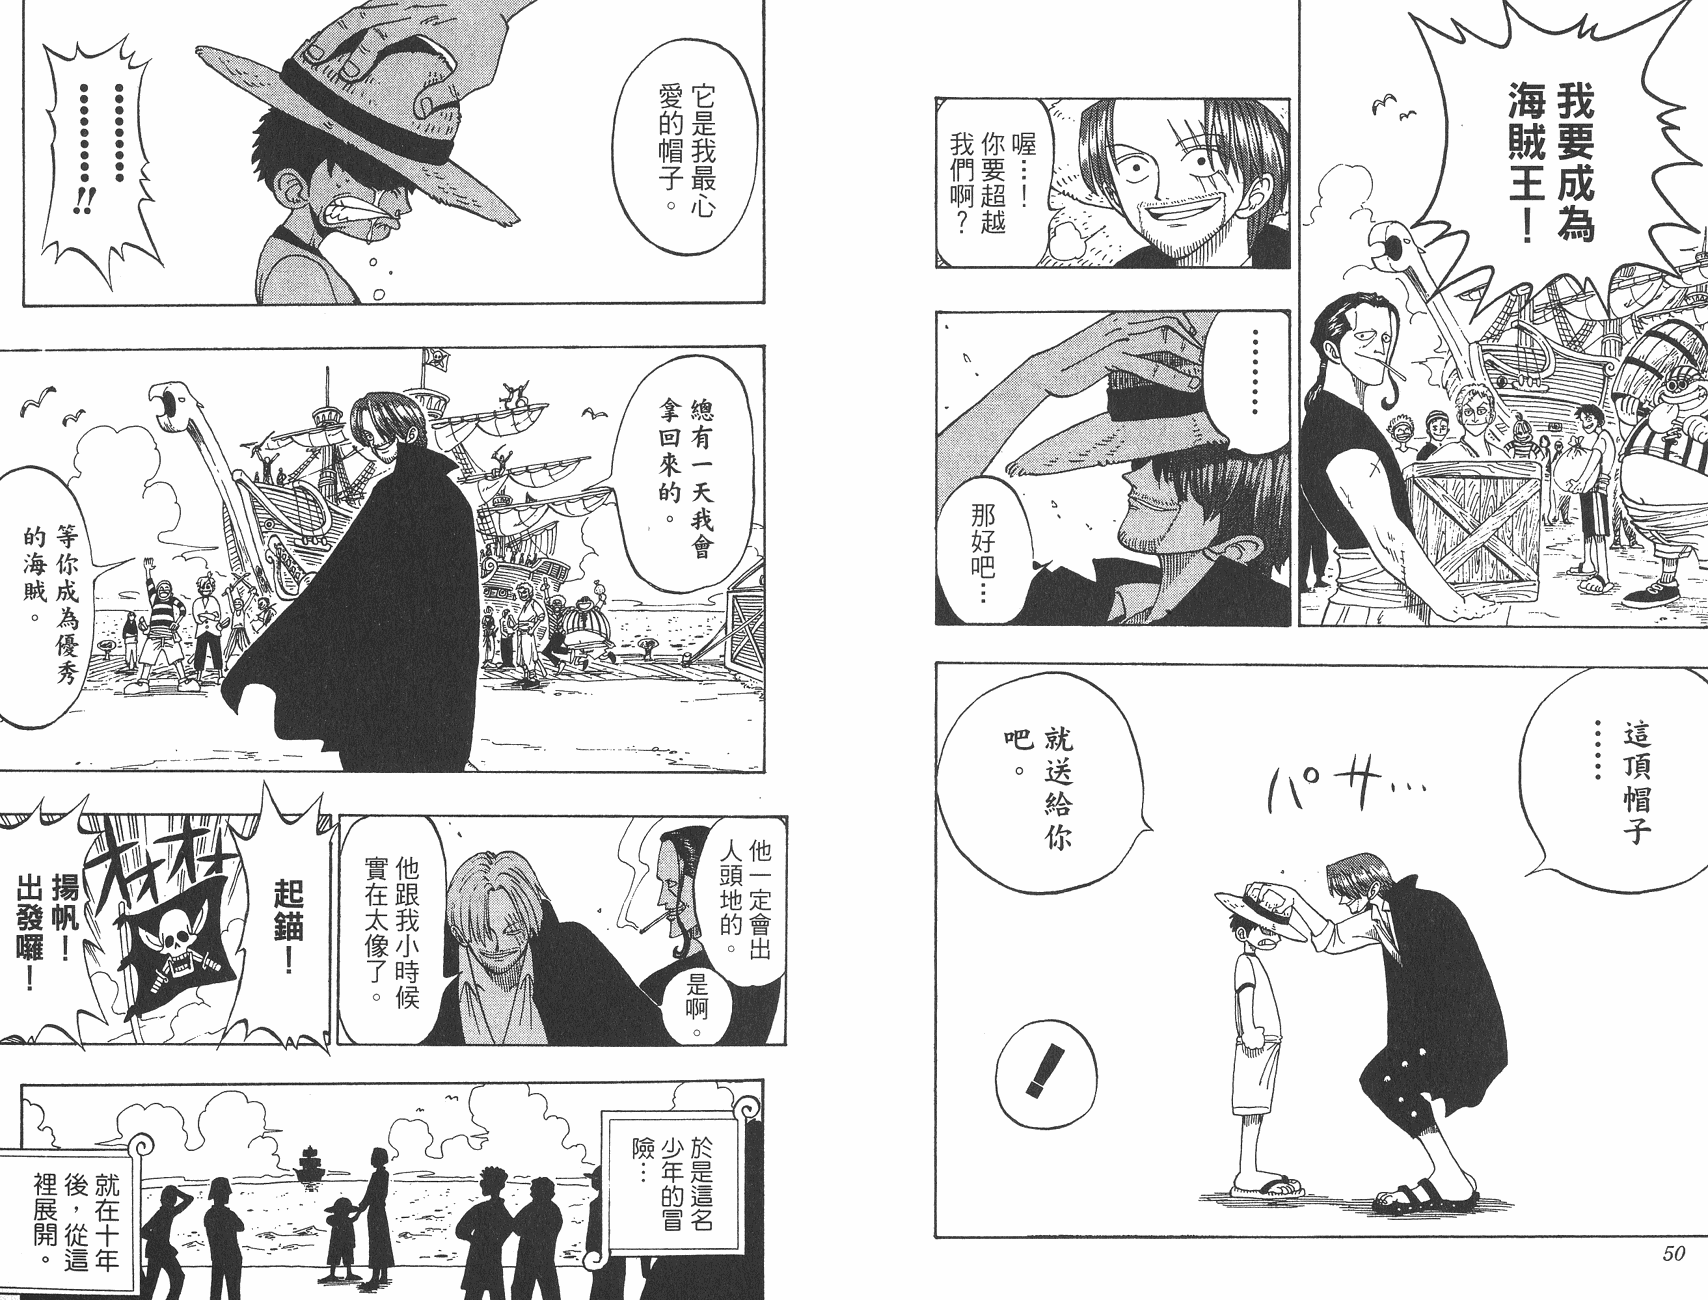 我要成為
海賊王！
喔…！
你要超越
我們啊？
………
那好吧…
這頂帽子
……
パサ…
就送給你
吧。
！
50
它是我最心
愛的帽子。
………
………!!
總有一天我會
拿回來的。
等你成為優秀
的海賊。
他一定會出
人頭地的。
是啊。
他跟我小時候
實在太像了。
起錨！
オオオ
揚帆！
出發囉！
於是這名
少年的冒
險…
就在十年
後，從這
裡展開。